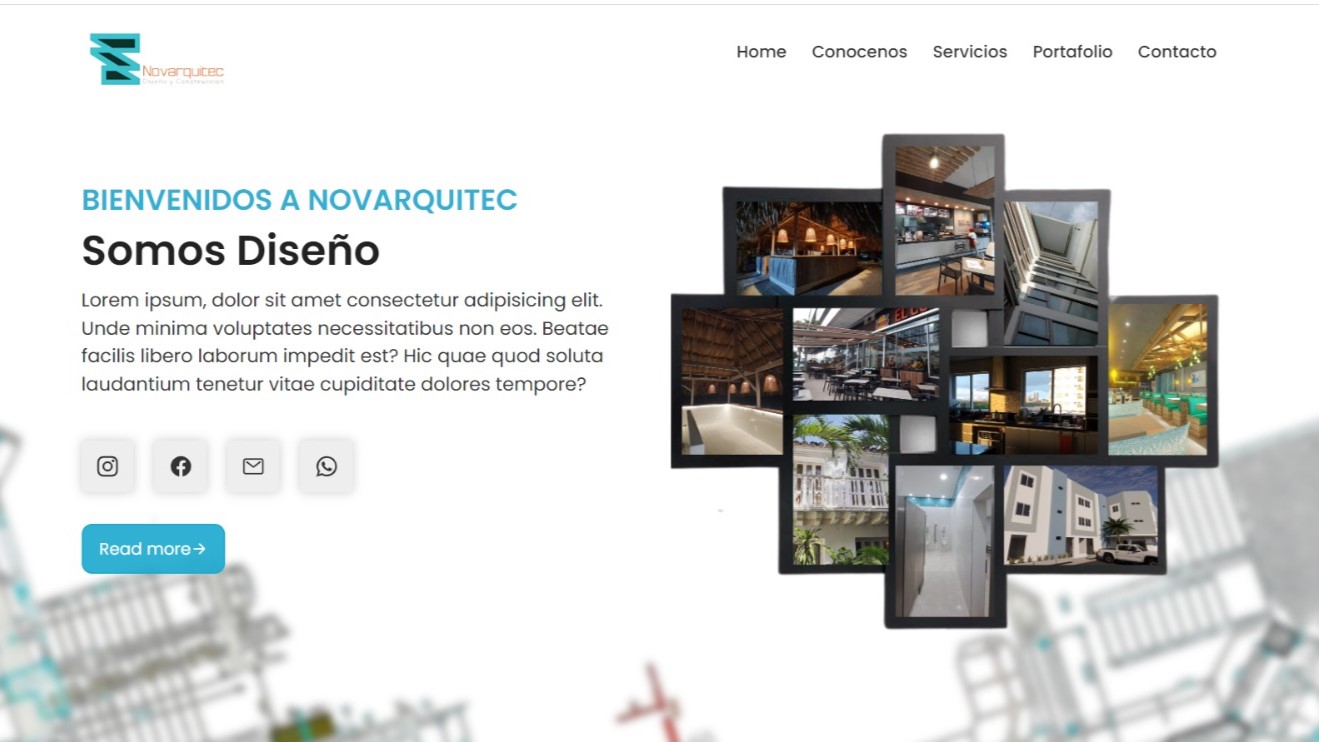 Novarquitec
Diseño y Construcción
Home Conocenos Servicios Portafolio Contacto
BIENVENIDOS A NOVARQUITEC
Somos Diseño
Lorem ipsum, dolor sit amet consectetur adipisicing elit.
Unde minima voluptates necessitatibus non eos. Beatae
facilis libero laborum impedit est? Hic quae quod soluta
laudantium tenetur vitae cupiditate dolores tempore?
Read more→